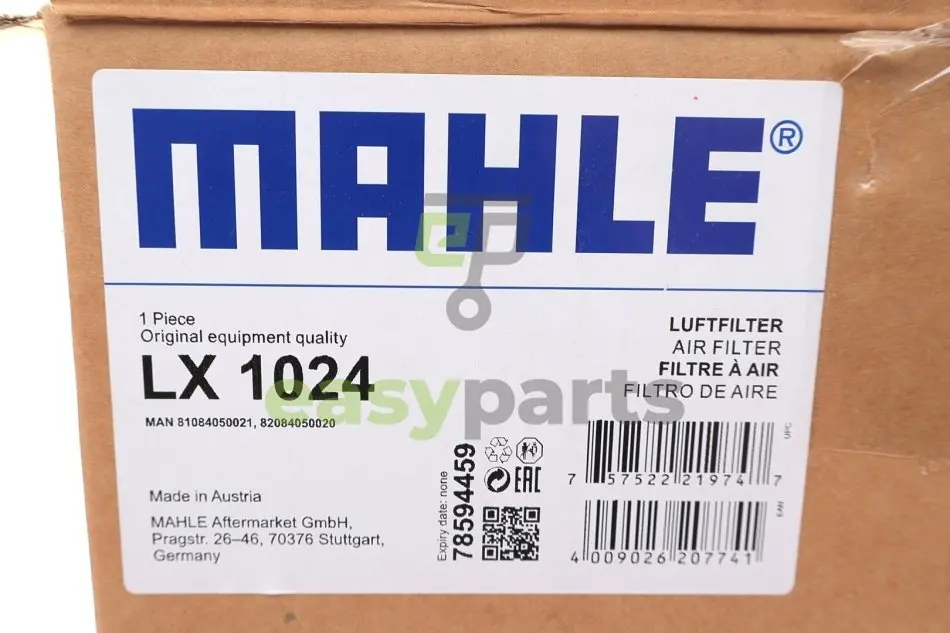 MAHLE®
1 Piece
Original equipment quality
LX 1024
MAN 81084050021, 82084050020
LUFTFILTER
AIR FILTER
FILTRE À AIR
FILTRO DE AIRE
ep
easyparts
Made in Austria
MAHLE Aftermarket GmbH,
Pragstr. 26–46, 70376 Stuttgart,
Germany
Expiry date: none
78594459
EAC
UPC
7 57522 21974 7
EAN
4 009026 207741